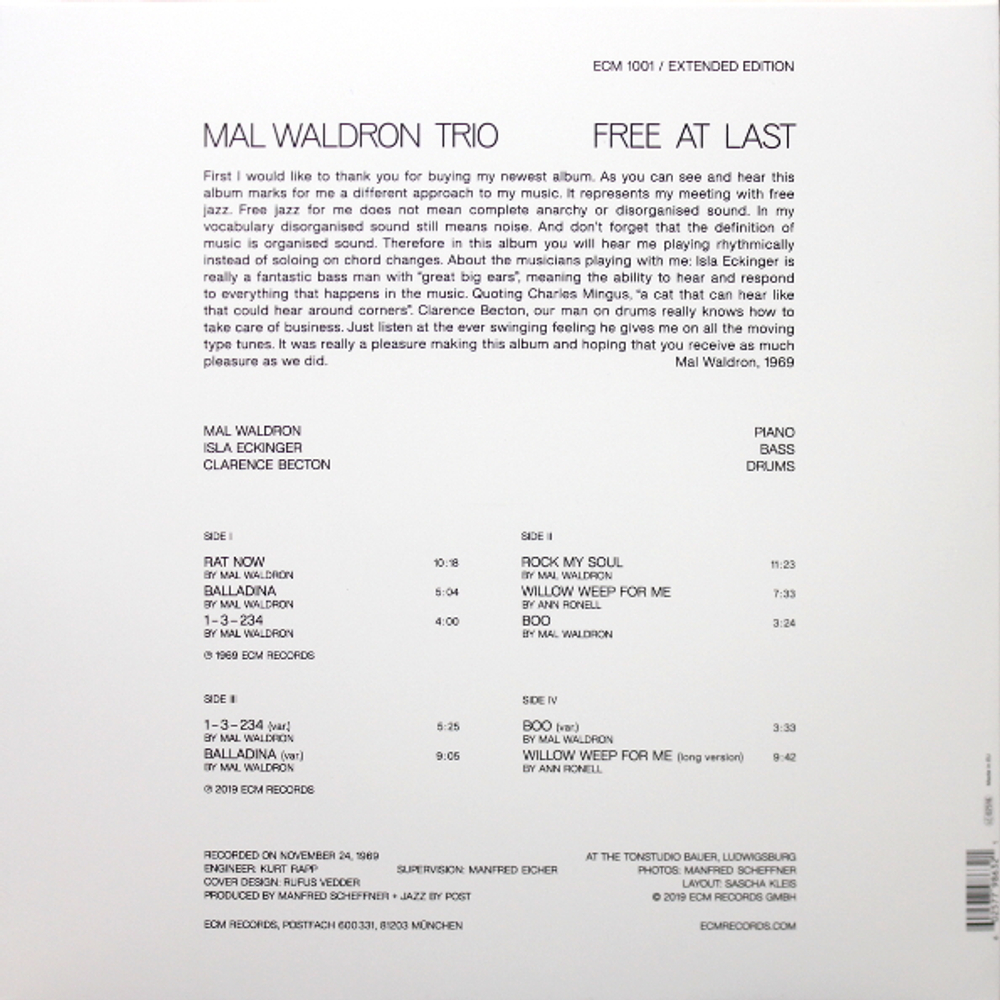 ECM 1001 / EXTENDED EDITION
MAL WALDRON TRIO FREE AT LAST
First I would like to thank you for buying my newest album. As you can see and hear this
album marks for me a different approach to my music. It represents my meeting with free
jazz. Free jazz for me does not mean complete anarchy or disorganised sound. In my
vocabulary disorganised sound still means noise. And don't forget that the definition of
music is organised sound. Therefore in this album you will hear me playing rhythmically
instead of soloing on chord changes. About the musicians playing with me: Isla Eckinger is
really a fantastic bass man with "great big ears", meaning the ability to hear and respond
to everything that happens in the music. Quoting Charles Mingus, "a cat that can hear like
that could hear around corners". Clarence Becton, our man on drums really knows how to
take care of business. Just listen at the ever swinging feeling he gives me on all the moving
type tunes. It was really a pleasure making this album and hoping that you receive as much
pleasure as we did. Mal Waldron, 1969
MAL WALDRON PIANO
ISLA ECKINGER BASS
CLARENCE BECTON DRUMS
SIDE I
RAT NOW 10:18
BY MAL WALDRON
BALLADINA 5:04
BY MAL WALDRON
1-3-234 4:00
BY MAL WALDRON
℗ 1969 ECM RECORDS
SIDE II
ROCK MY SOUL 11:23
BY MAL WALDRON
WILLOW WEEP FOR ME 7:33
BY ANN RONELL
BOO 3:24
BY MAL WALDRON
SIDE III
1-3-234 (var.) 5:25
BY MAL WALDRON
BALLADINA (var.) 9:05
BY MAL WALDRON
℗ 2019 ECM RECORDS
SIDE IV
BOO (var.) 3:33
BY MAL WALDRON
WILLOW WEEP FOR ME (long version) 9:42
BY ANN RONELL
RECORDED ON NOVEMBER 24, 1969 AT THE TONSTUDIO BAUER, LUDWIGSBURG
ENGINEER: KURT RAPP SUPERVISION: MANFRED EICHER PHOTOS: MANFRED SCHEFFNER
COVER DESIGN: RUFUS VEDDER LAYOUT: SASCHA KLEIS
PRODUCED BY MANFRED SCHEFFNER + JAZZ BY POST © 2019 ECM RECORDS GMBH
ECM RECORDS, POSTFACH 600 331, 81203 MÜNCHEN ECMRECORDS.COM
Made in EU